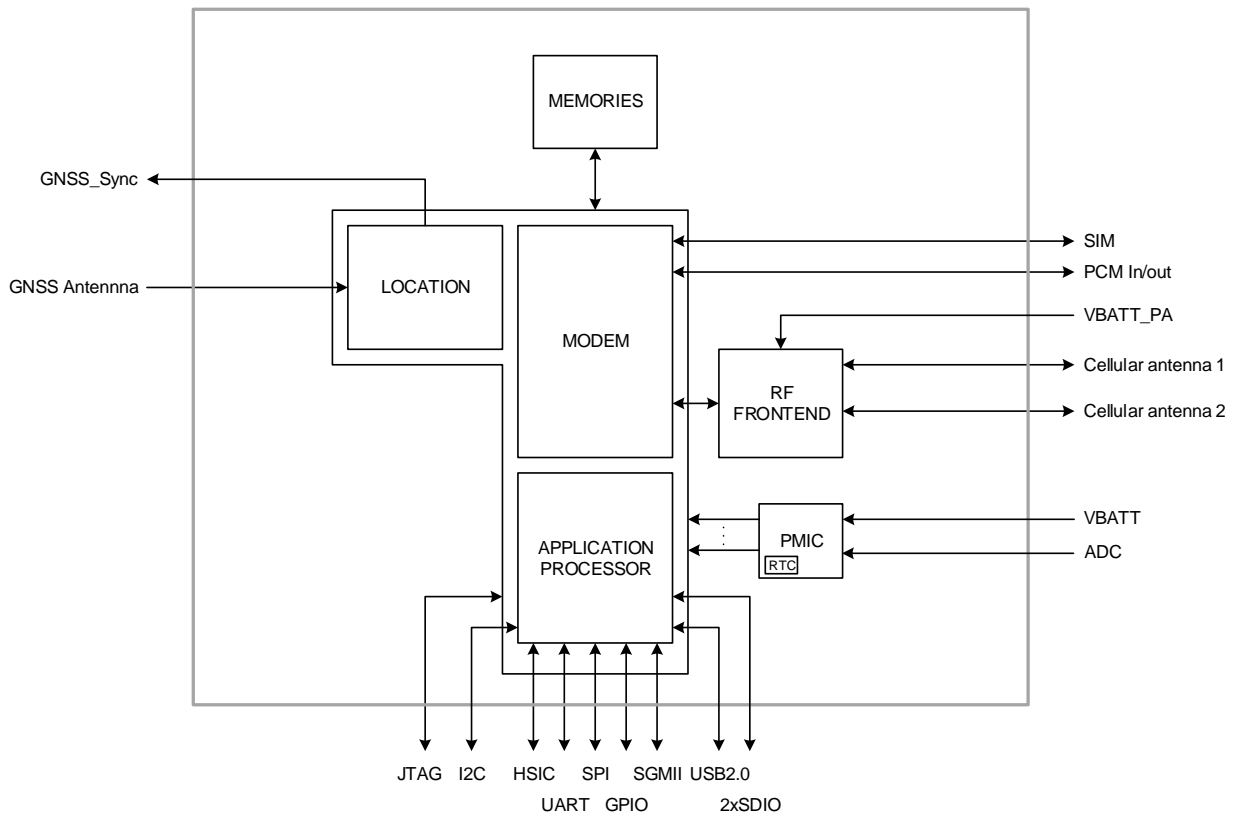 MEMORIES
GNSS_Sync
SIM
LOCATION
GNSS Antennna
PCM In/out
MODEM
VBATT_PA
Cellular antenna 1
RF
FRONTEND
Cellular antenna 2
VBATT
PMIC
APPLICATION
PROCESSOR
ADC
RTC
JTAG I2C HSIC SPI SGMII USB2.0
UART GPIO 2xSDIO